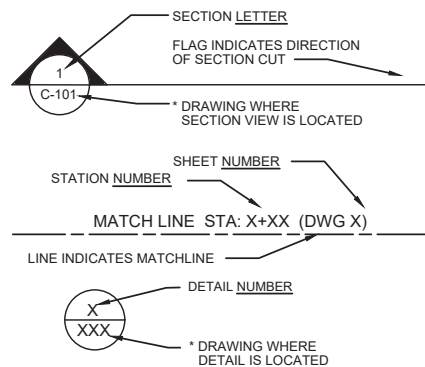 SECTION LETTER
FLAG INDICATES DIRECTION
OF SECTION CUT
1
C-101
* DRAWING WHERE
SECTION VIEW IS LOCATED
SHEET NUMBER
STATION NUMBER
MATCH LINE STA: X+XX (DWG X)
LINE INDICATES MATCHLINE
DETAIL NUMBER
X
XXX
* DRAWING WHERE
DETAIL IS LOCATED